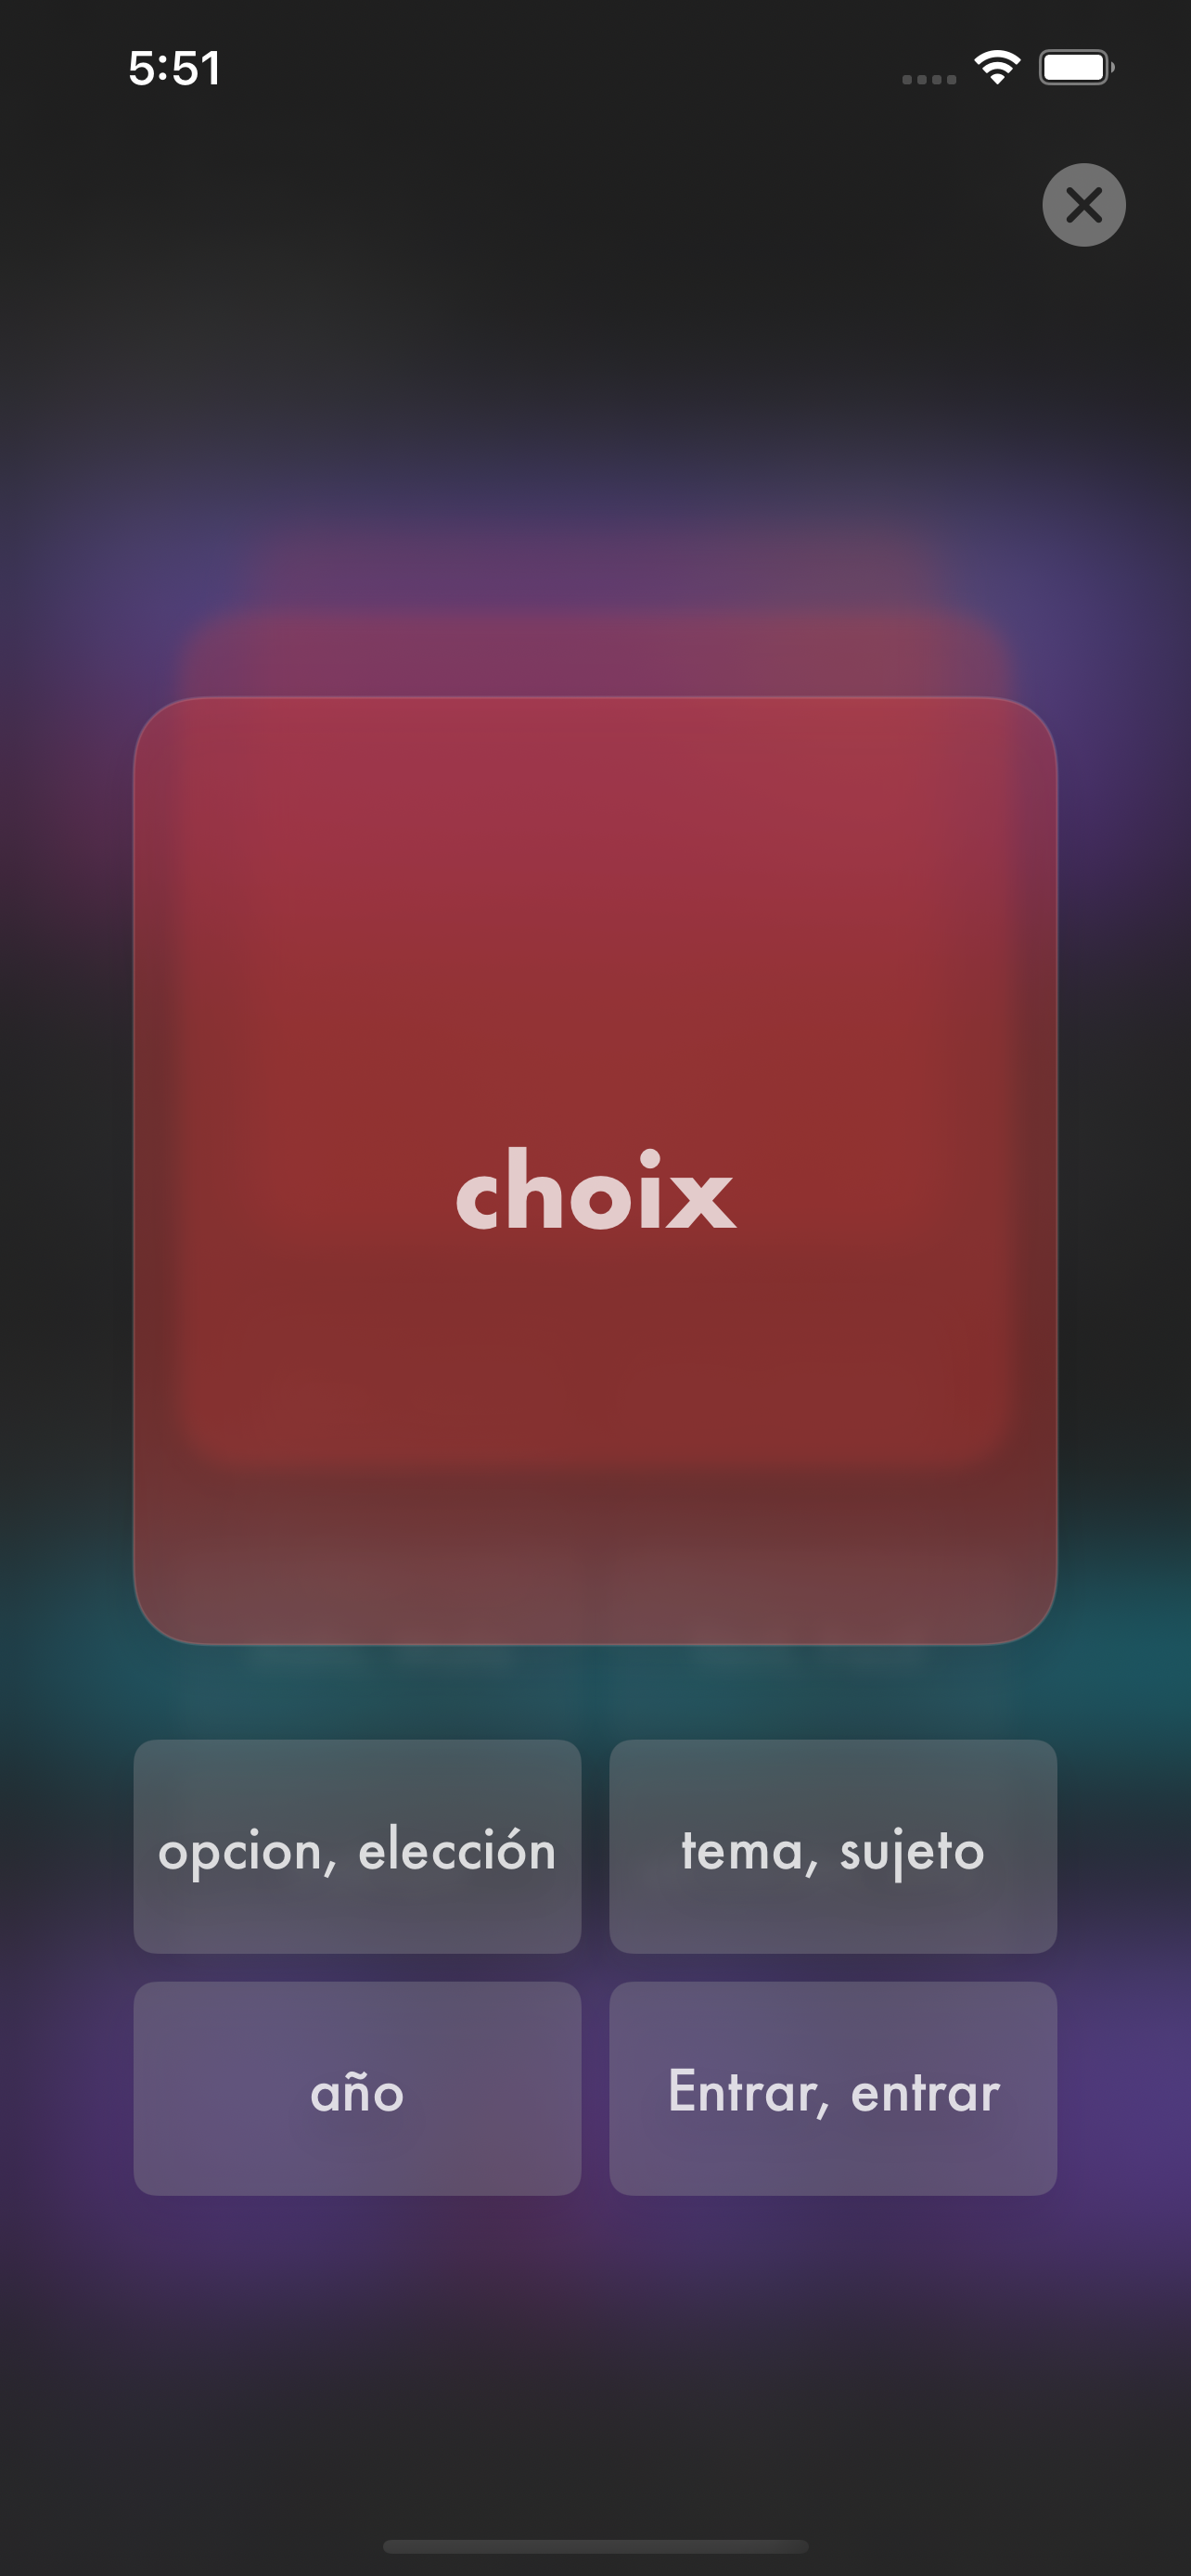 5:51
choix
opcion, elección
tema, sujeto
año
Entrar, entrar